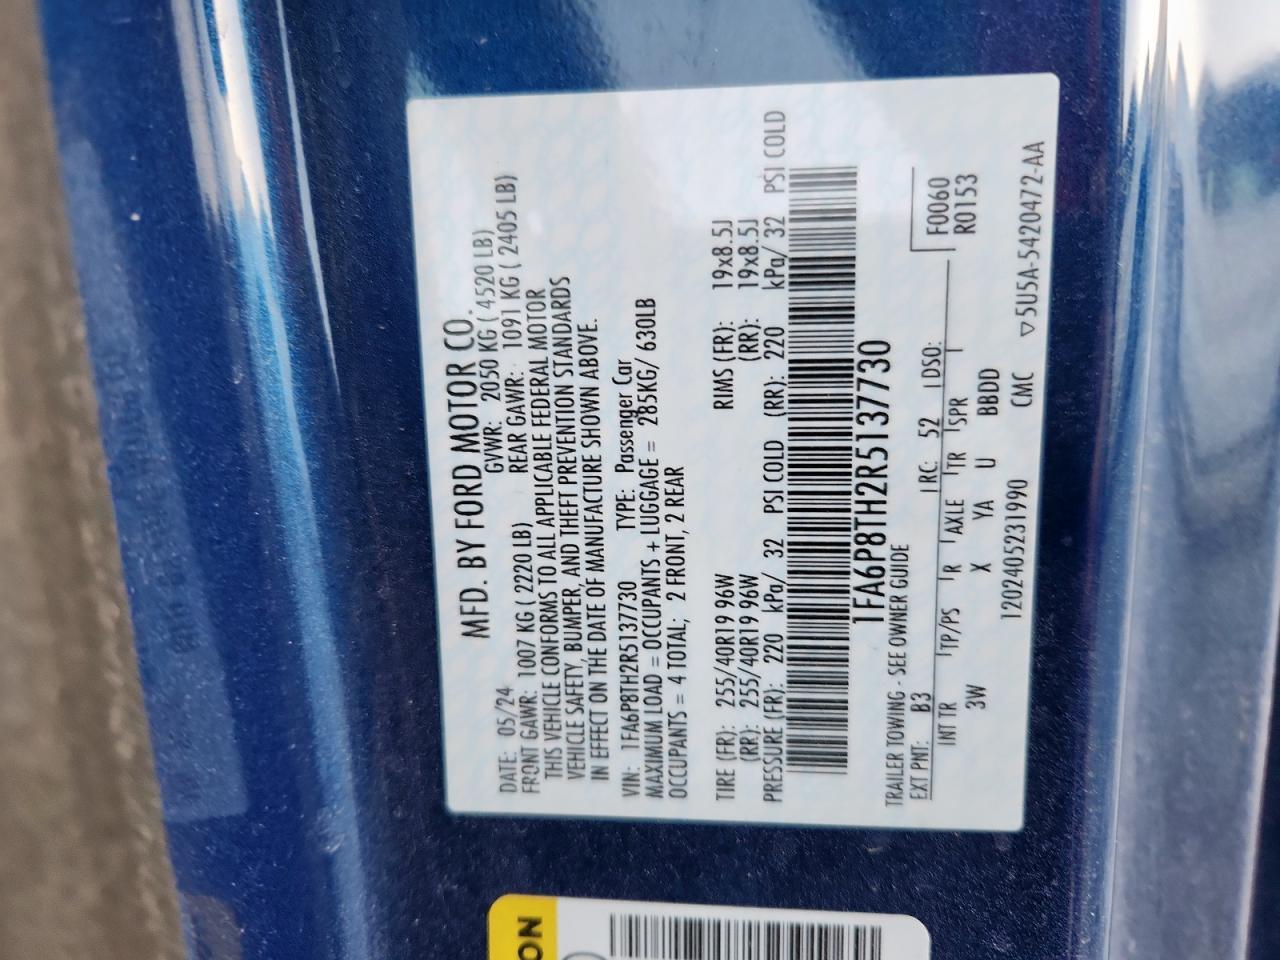 MFD. BY FORD MOTOR CO.
DATE: 05/24 GVWR: 2050 KG ( 4520 LB)
FRONT GAWR: 1007 KG ( 2220 LB) REAR GAWR: 1091 KG ( 2405 LB)
THIS VEHICLE CONFORMS TO ALL APPLICABLE FEDERAL MOTOR
VEHICLE SAFETY, BUMPER, AND THEFT PREVENTION STANDARDS
IN EFFECT ON THE DATE OF MANUFACTURE SHOWN ABOVE.
VIN: 1FA6P8TH2R5137730 TYPE: Passenger Car
MAXIMUM LOAD = OCCUPANTS + LUGGAGE = 285KG/ 630LB
OCCUPANTS = 4 TOTAL; 2 FRONT, 2 REAR
TIRE (FR): 255/40R19 96W RIMS (FR): 19x8.5J
(RR): 255/40R19 96W (RR): 19x8.5J
PRESSURE (FR): 220 kPa/ 32 PSI COLD (RR): 220 kPa/ 32 PSI COLD
1FA6P8TH2R5137730
TRAILER TOWING - SEE OWNER GUIDE
EXT PNT: B3 RC: 52 DSO: F0060
INT TR TP/PS R AXLE TR SPR R0153
3W X YA U BBDD
120240523199​0 CMC ▽5U5A-5420472-AA
ON